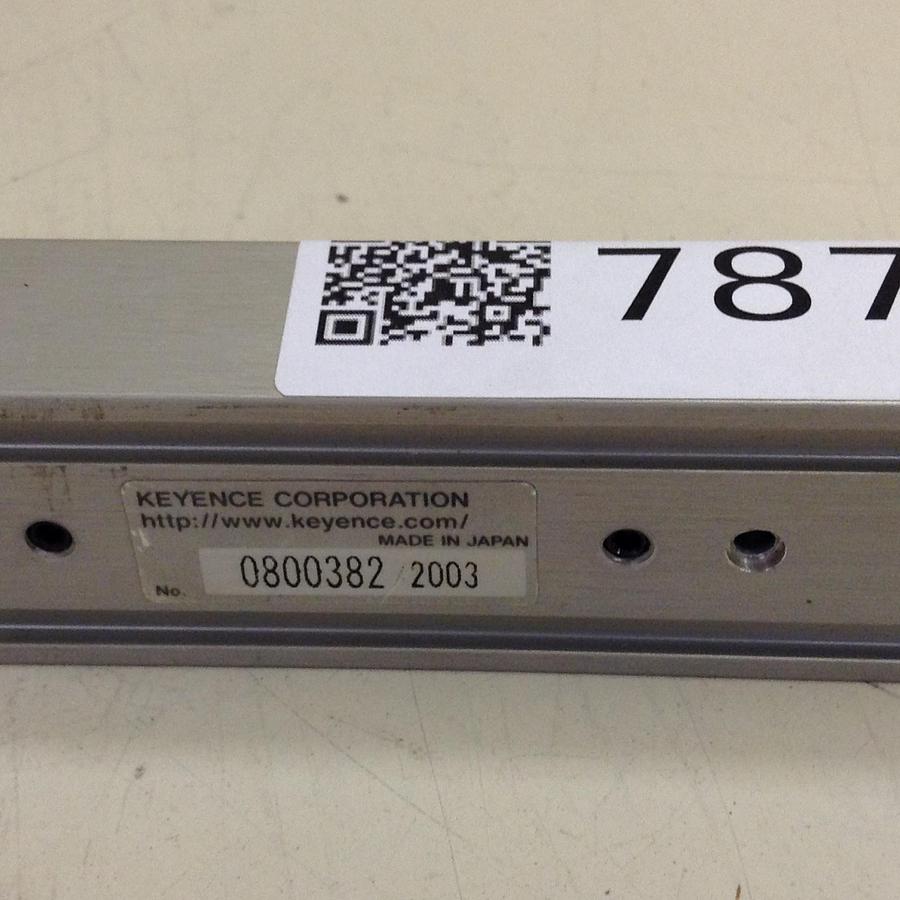 787
KEYENCE CORPORATION
http://www.keyence.com/
MADE IN JAPAN
No. 0800382 2003